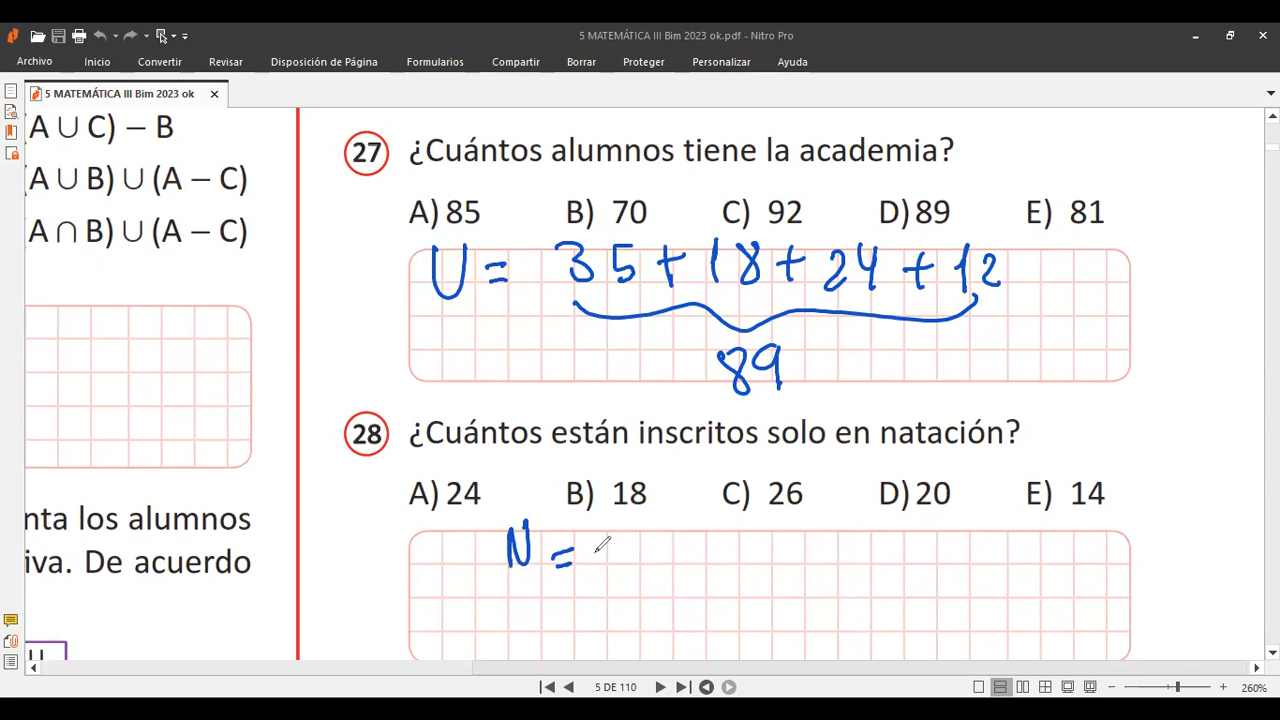 5 MATEMÁTICA III Bim 2023 ok.pdf - Nitro Pro
Archivo Inicio Convertir Revisar Disposición de Página Formularios Compartir Borrar Proteger Personalizar Ayuda
5 MATEMÁTICA III Bim 2023 ok
(A ∪ C) − B
(A ∪ B) ∪ (A − C)
(A ∩ B) ∪ (A − C)
nta los alumnos
iva. De acuerdo
U
27 ¿Cuántos alumnos tiene la academia?
A) 85 B) 70 C) 92 D) 89 E) 81
U = 35 + 18 + 24 + 12
89
28 ¿Cuántos están inscritos solo en natación?
A) 24 B) 18 C) 26 D) 20 E) 14
N =
5 DE 110
260%